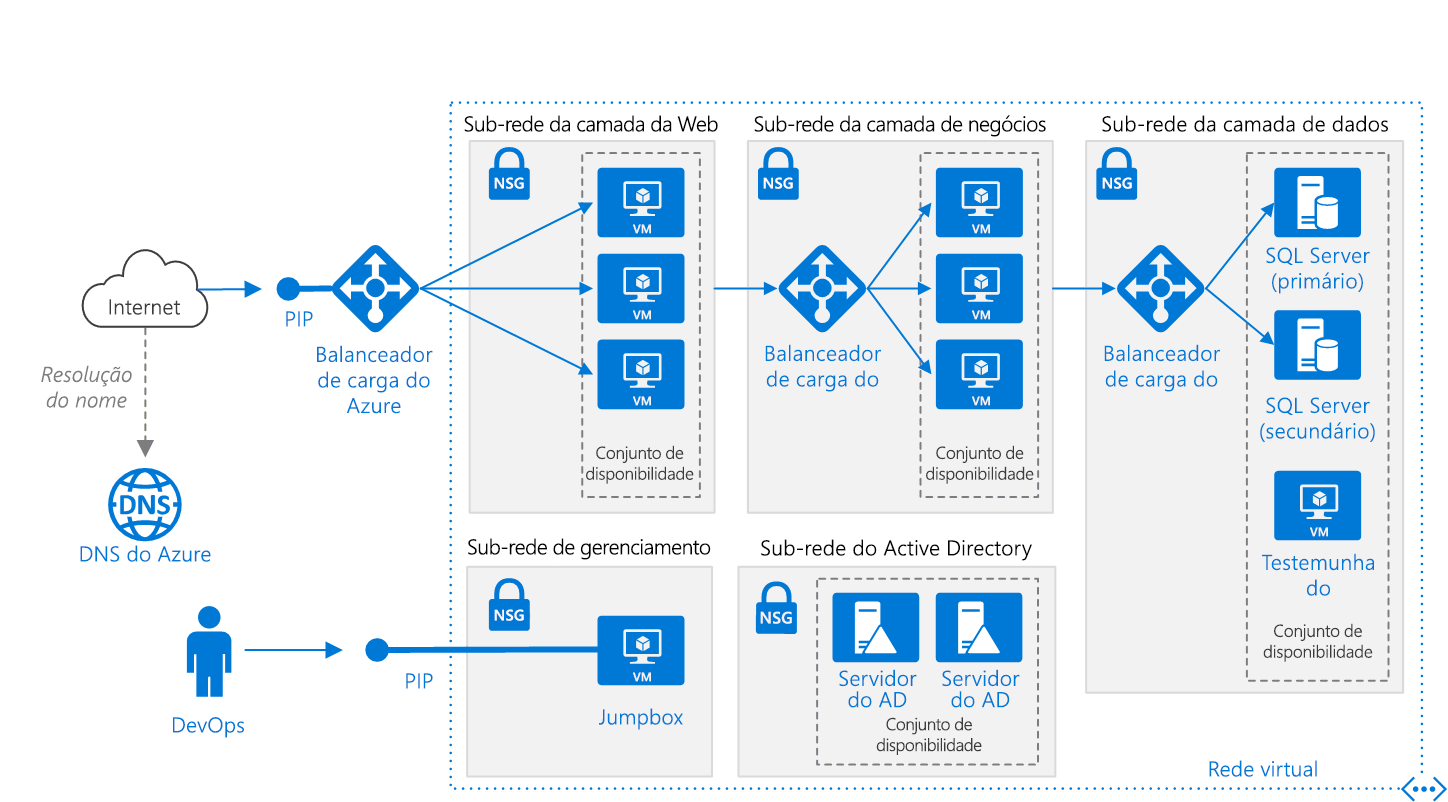 Sub-rede da camada da Web
Sub-rede da camada de negócios
Sub-rede da camada de dados
NSG
VM
VM
VM
Conjunto de
disponibilidade
NSG
VM
VM
VM
Conjunto de
disponibilidade
NSG
SQL Server
(primário)
SQL Server
(secundário)
VM
Testemunha
do
Conjunto de
disponibilidade
Internet
PIP
Balanceador
de carga do
Azure
Balanceador
de carga do
Balanceador
de carga do
Resolução
do nome
DNS
DNS do Azure
Sub-rede de gerenciamento
Sub-rede do Active Directory
NSG
VM
Jumpbox
PIP
DevOps
NSG
Servidor
do AD
Servidor
do AD
Conjunto de
disponibilidade
Rede virtual